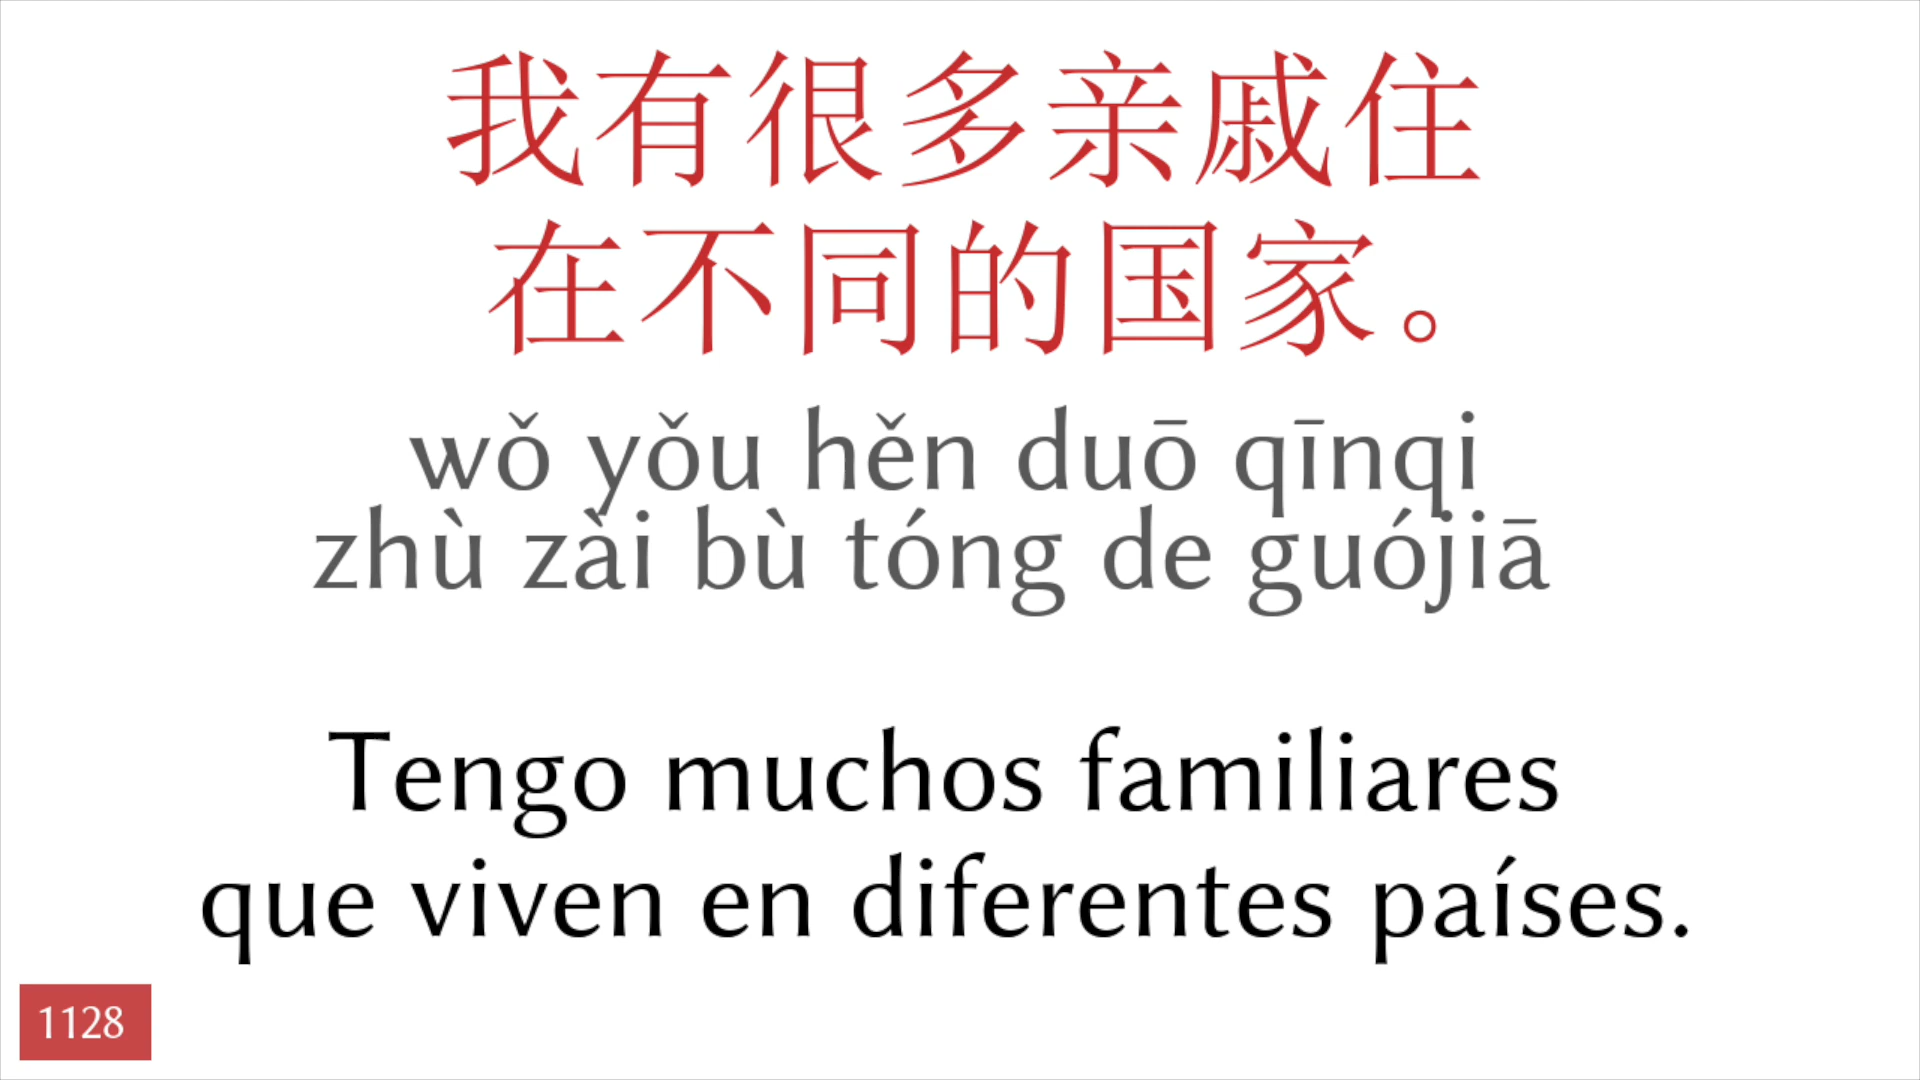 我有很多亲戚住
在不同的国家。
wǒ yǒu hěn duō qīnqi
zhù zài bù tóng de guójiā
Tengo muchos familiares
que viven en diferentes países.
1128